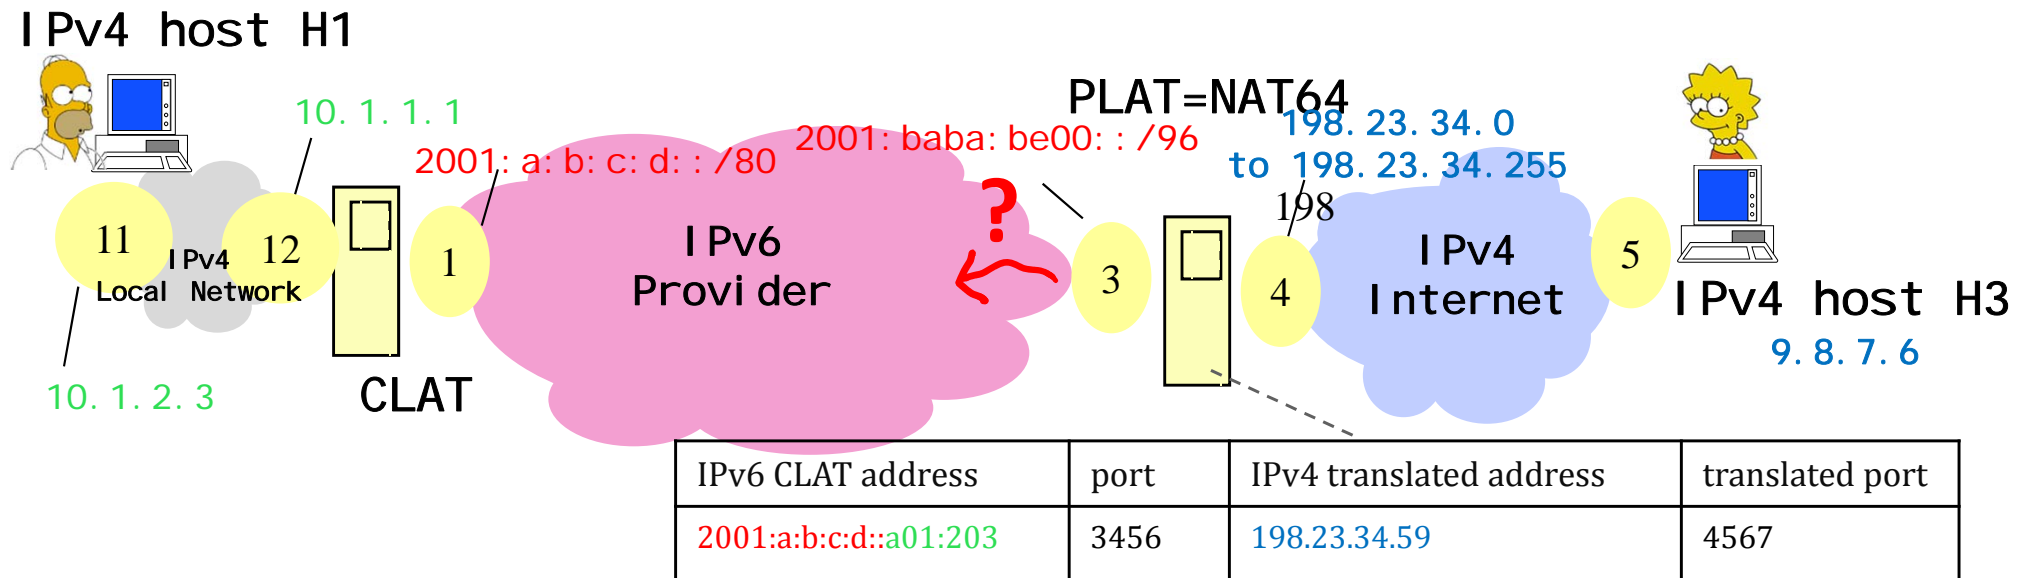 IPv4 host H1
PLAT=NAT64
10.1.1.1
198.23.34.0
2001:baba:be00::/96
2001:a:b:c:d::/80
to 198.23.34.255
198
?
11
IPv4
12
Local Network
1
IPv6
Provider
3
4
IPv4
Internet
5
IPv4 host H3
9.8.7.6
10.1.2.3
CLAT
IPv6 CLAT address port IPv4 translated address translated port
2001:a:b:c:d::a01:203 3456 198.23.34.59 4567